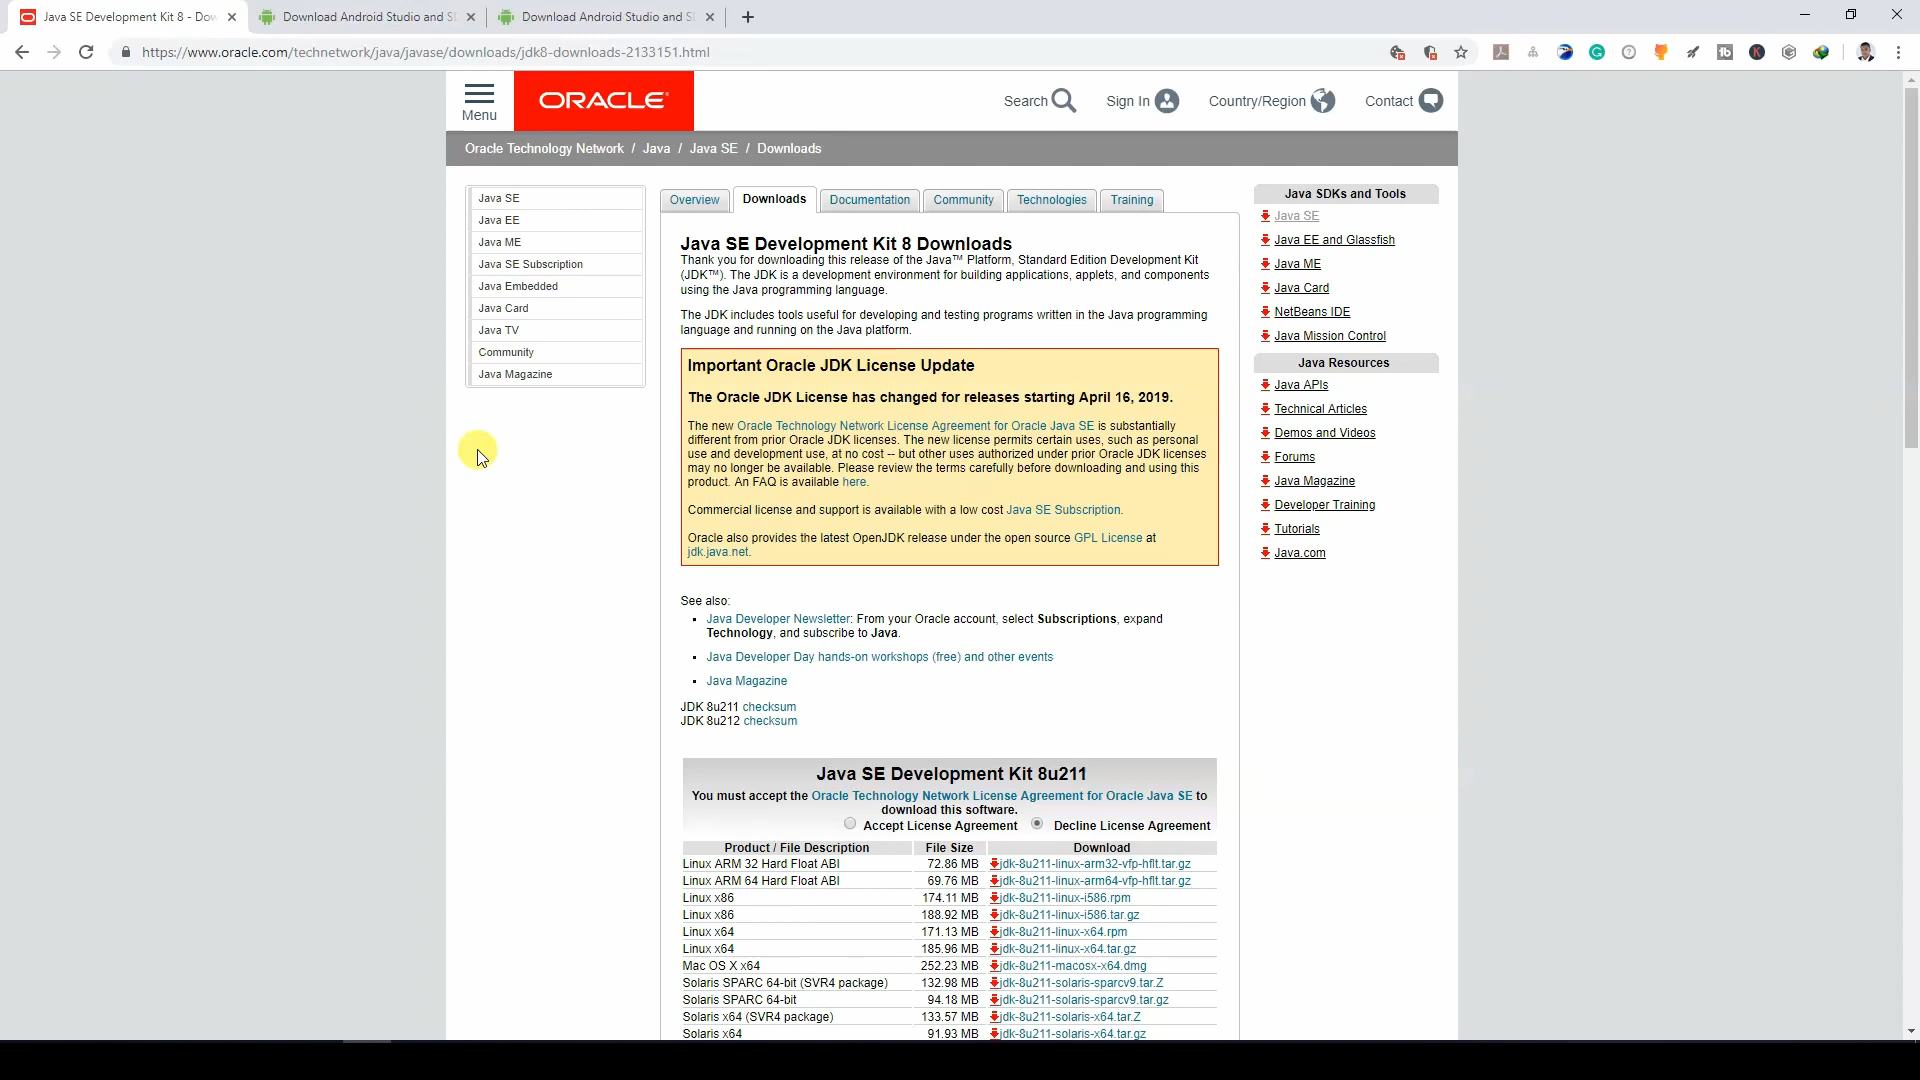 Java SE Development Kit 8 - Dow
Download Android Studio and S
Download Android Studio and S
https://www.oracle.com/technetwork/java/javase/downloads/jdk8-downloads-2133151.html
Menu
ORACLE
Search
Sign In
Country/Region
Contact
Oracle Technology Network / Java / Java SE / Downloads
Java SE
Java EE
Java ME
Java SE Subscription
Java Embedded
Java Card
Java TV
Community
Java Magazine
Overview
Downloads
Documentation
Community
Technologies
Training
Java SE Development Kit 8 Downloads
Thank you for downloading this release of the Java™ Platform, Standard Edition Development Kit
(JDK™). The JDK is a development environment for building applications, applets, and components
using the Java programming language.
The JDK includes tools useful for developing and testing programs written in the Java programming
language and running on the Java platform.
Important Oracle JDK License Update
The Oracle JDK License has changed for releases starting April 16, 2019.
The new Oracle Technology Network License Agreement for Oracle Java SE is substantially
different from prior Oracle JDK licenses. The new license permits certain uses, such as personal
use and development use, at no cost -- but other uses authorized under prior Oracle JDK licenses
may no longer be available. Please review the terms carefully before downloading and using this
product. An FAQ is available here.
Commercial license and support is available with a low cost Java SE Subscription.
Oracle also provides the latest OpenJDK release under the open source GPL License at
jdk.java.net.
See also:
Java Developer Newsletter: From your Oracle account, select Subscriptions, expand
Technology, and subscribe to Java.
Java Developer Day hands-on workshops (free) and other events
Java Magazine
JDK 8u211 checksum
JDK 8u212 checksum
Java SE Development Kit 8u211
You must accept the Oracle Technology Network License Agreement for Oracle Java SE to
download this software.
Accept License Agreement Decline License Agreement
Product / File Description File Size Download
Linux ARM 32 Hard Float ABI 72.86 MB jdk-8u211-linux-arm32-vfp-hflt.tar.gz
Linux ARM 64 Hard Float ABI 69.76 MB jdk-8u211-linux-arm64-vfp-hflt.tar.gz
Linux x86 174.11 MB jdk-8u211-linux-i586.rpm
Linux x86 188.92 MB jdk-8u211-linux-i586.tar.gz
Linux x64 171.13 MB jdk-8u211-linux-x64.rpm
Linux x64 185.96 MB jdk-8u211-linux-x64.tar.gz
Mac OS X x64 252.23 MB jdk-8u211-macosx-x64.dmg
Solaris SPARC 64-bit (SVR4 package) 132.98 MB jdk-8u211-solaris-sparcv9.tar.Z
Solaris SPARC 64-bit 94.18 MB jdk-8u211-solaris-sparcv9.tar.gz
Solaris x64 (SVR4 package) 133.57 MB jdk-8u211-solaris-x64.tar.Z
Solaris x64 91.93 MB jdk-8u211-solaris-x64.tar.gz
Java SDKs and Tools
Java SE
Java EE and Glassfish
Java ME
Java Card
NetBeans IDE
Java Mission Control
Java Resources
Java APIs
Technical Articles
Demos and Videos
Forums
Java Magazine
Developer Training
Tutorials
Java.com